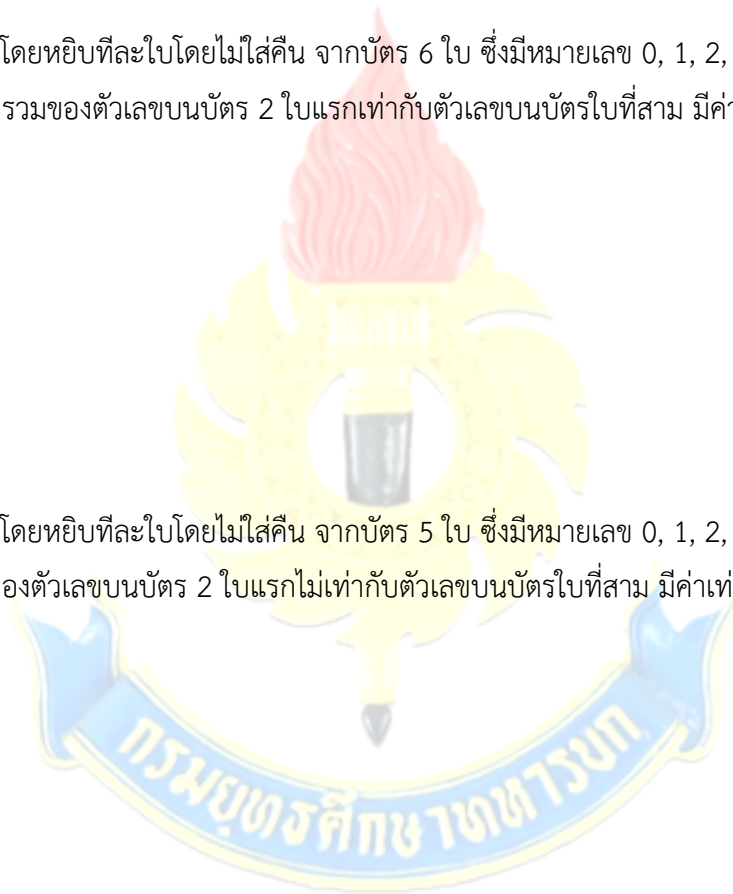 โดยหยิบทีละใบโดยไม่ใส่คืน จากบัตร 6 ใบ ซึ่งมีหมายเลข 0, 1, 2,
รวมของตัวเลขบนบัตร 2 ใบแรกเท่ากับตัวเลขบนบัตรใบที่สาม มีค่า
โดยหยิบทีละใบโดยไม่ใส่คืน จากบัตร 5 ใบ ซึ่งมีหมายเลข 0, 1, 2,
องตัวเลขบนบัตร 2 ใบแรกไม่เท่ากับตัวเลขบนบัตรใบที่สาม มีค่าเท่
กรมยุทธศึกษาทหารบก